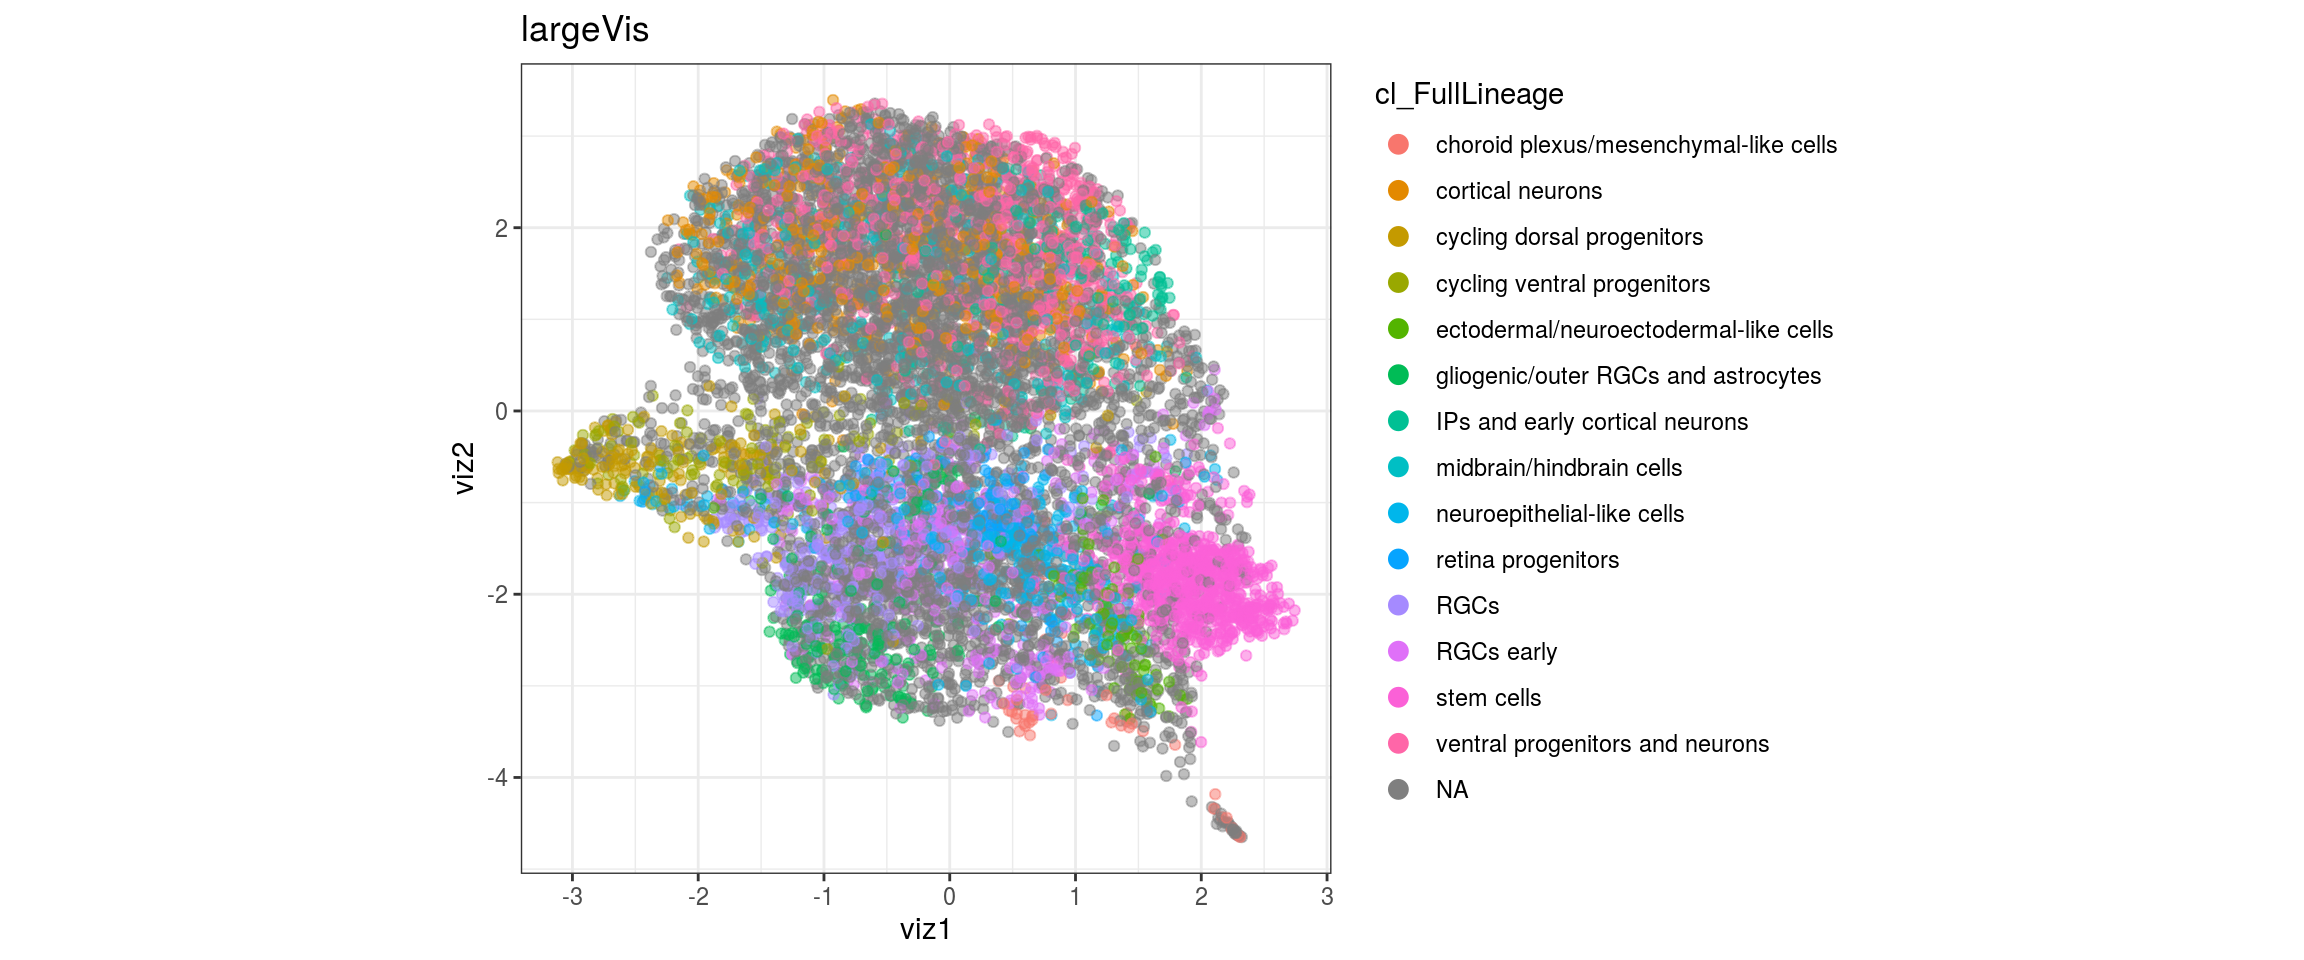 largeVis
cl_FullLineage
choroid plexus/mesenchymal-like cells
cortical neurons
cycling dorsal progenitors
cycling ventral progenitors
ectodermal/neuroectodermal-like cells
gliogenic/outer RGCs and astrocytes
IPs and early cortical neurons
midbrain/hindbrain cells
neuroepithelial-like cells
retina progenitors
RGCs
RGCs early
stem cells
ventral progenitors and neurons
NA
viz2
2
0
-2
-4
-3 -2 -1 0 1 2 3
viz1